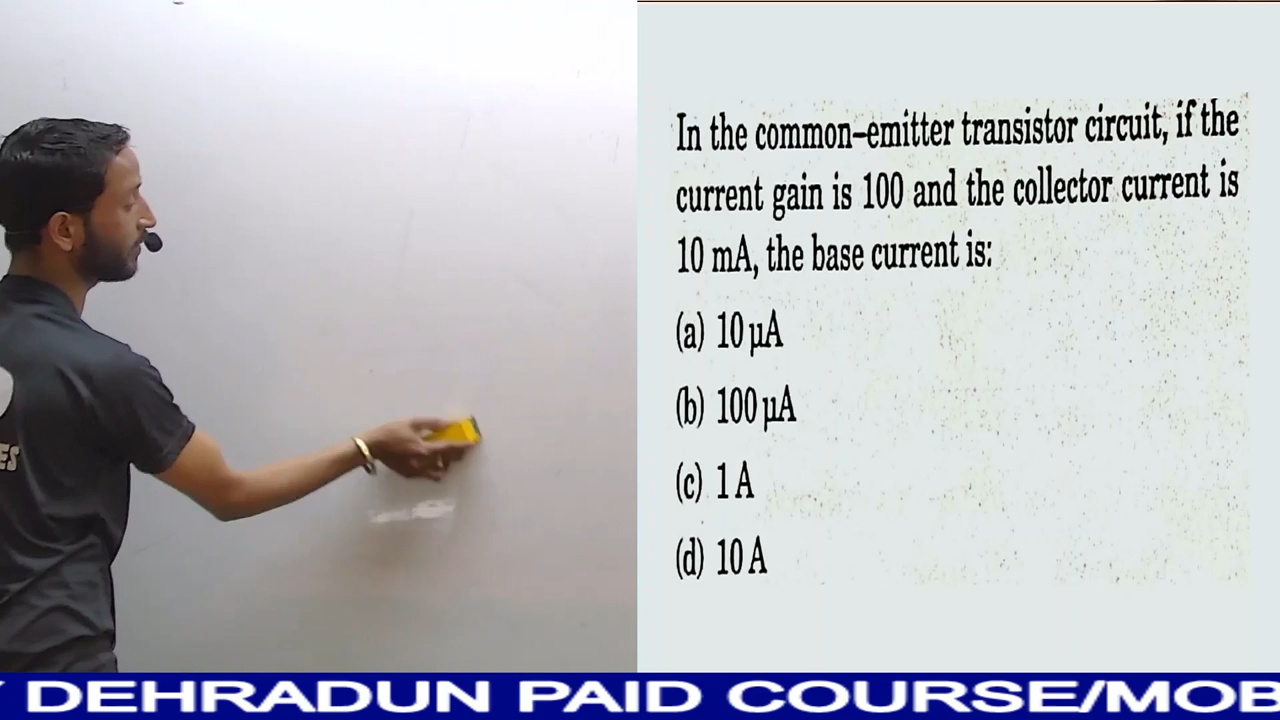 In the common–emitter transistor circuit, if the
current gain is 100 and the collector current is
10 mA, the base current is:
(a) 10 µA
(b) 100 µA
(c) 1 A
(d) 10 A
ES
DEHRADUN PAID COURSE/MOB